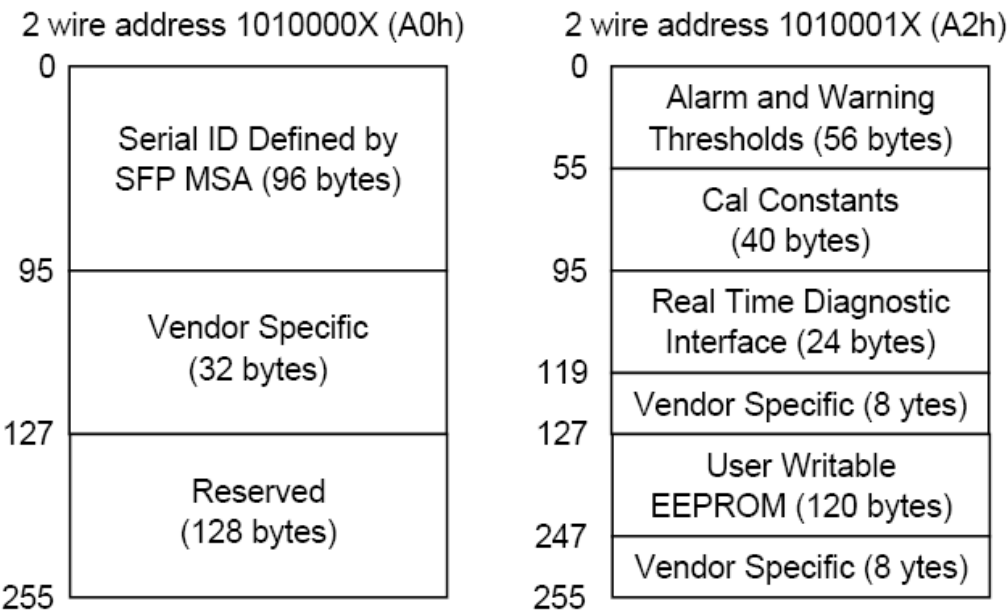 2 wire address 1010000X (A0h)
0
Serial ID Defined by
SFP MSA (96 bytes)
95
Vendor Specific
(32 bytes)
127
Reserved
(128 bytes)
255
2 wire address 1010001X (A2h)
0
Alarm and Warning
Thresholds (56 bytes)
55
Cal Constants
(40 bytes)
95
Real Time Diagnostic
Interface (24 bytes)
119
Vendor Specific (8 ytes)
127
User Writable
EEPROM (120 bytes)
247
Vendor Specific (8 ytes)
255